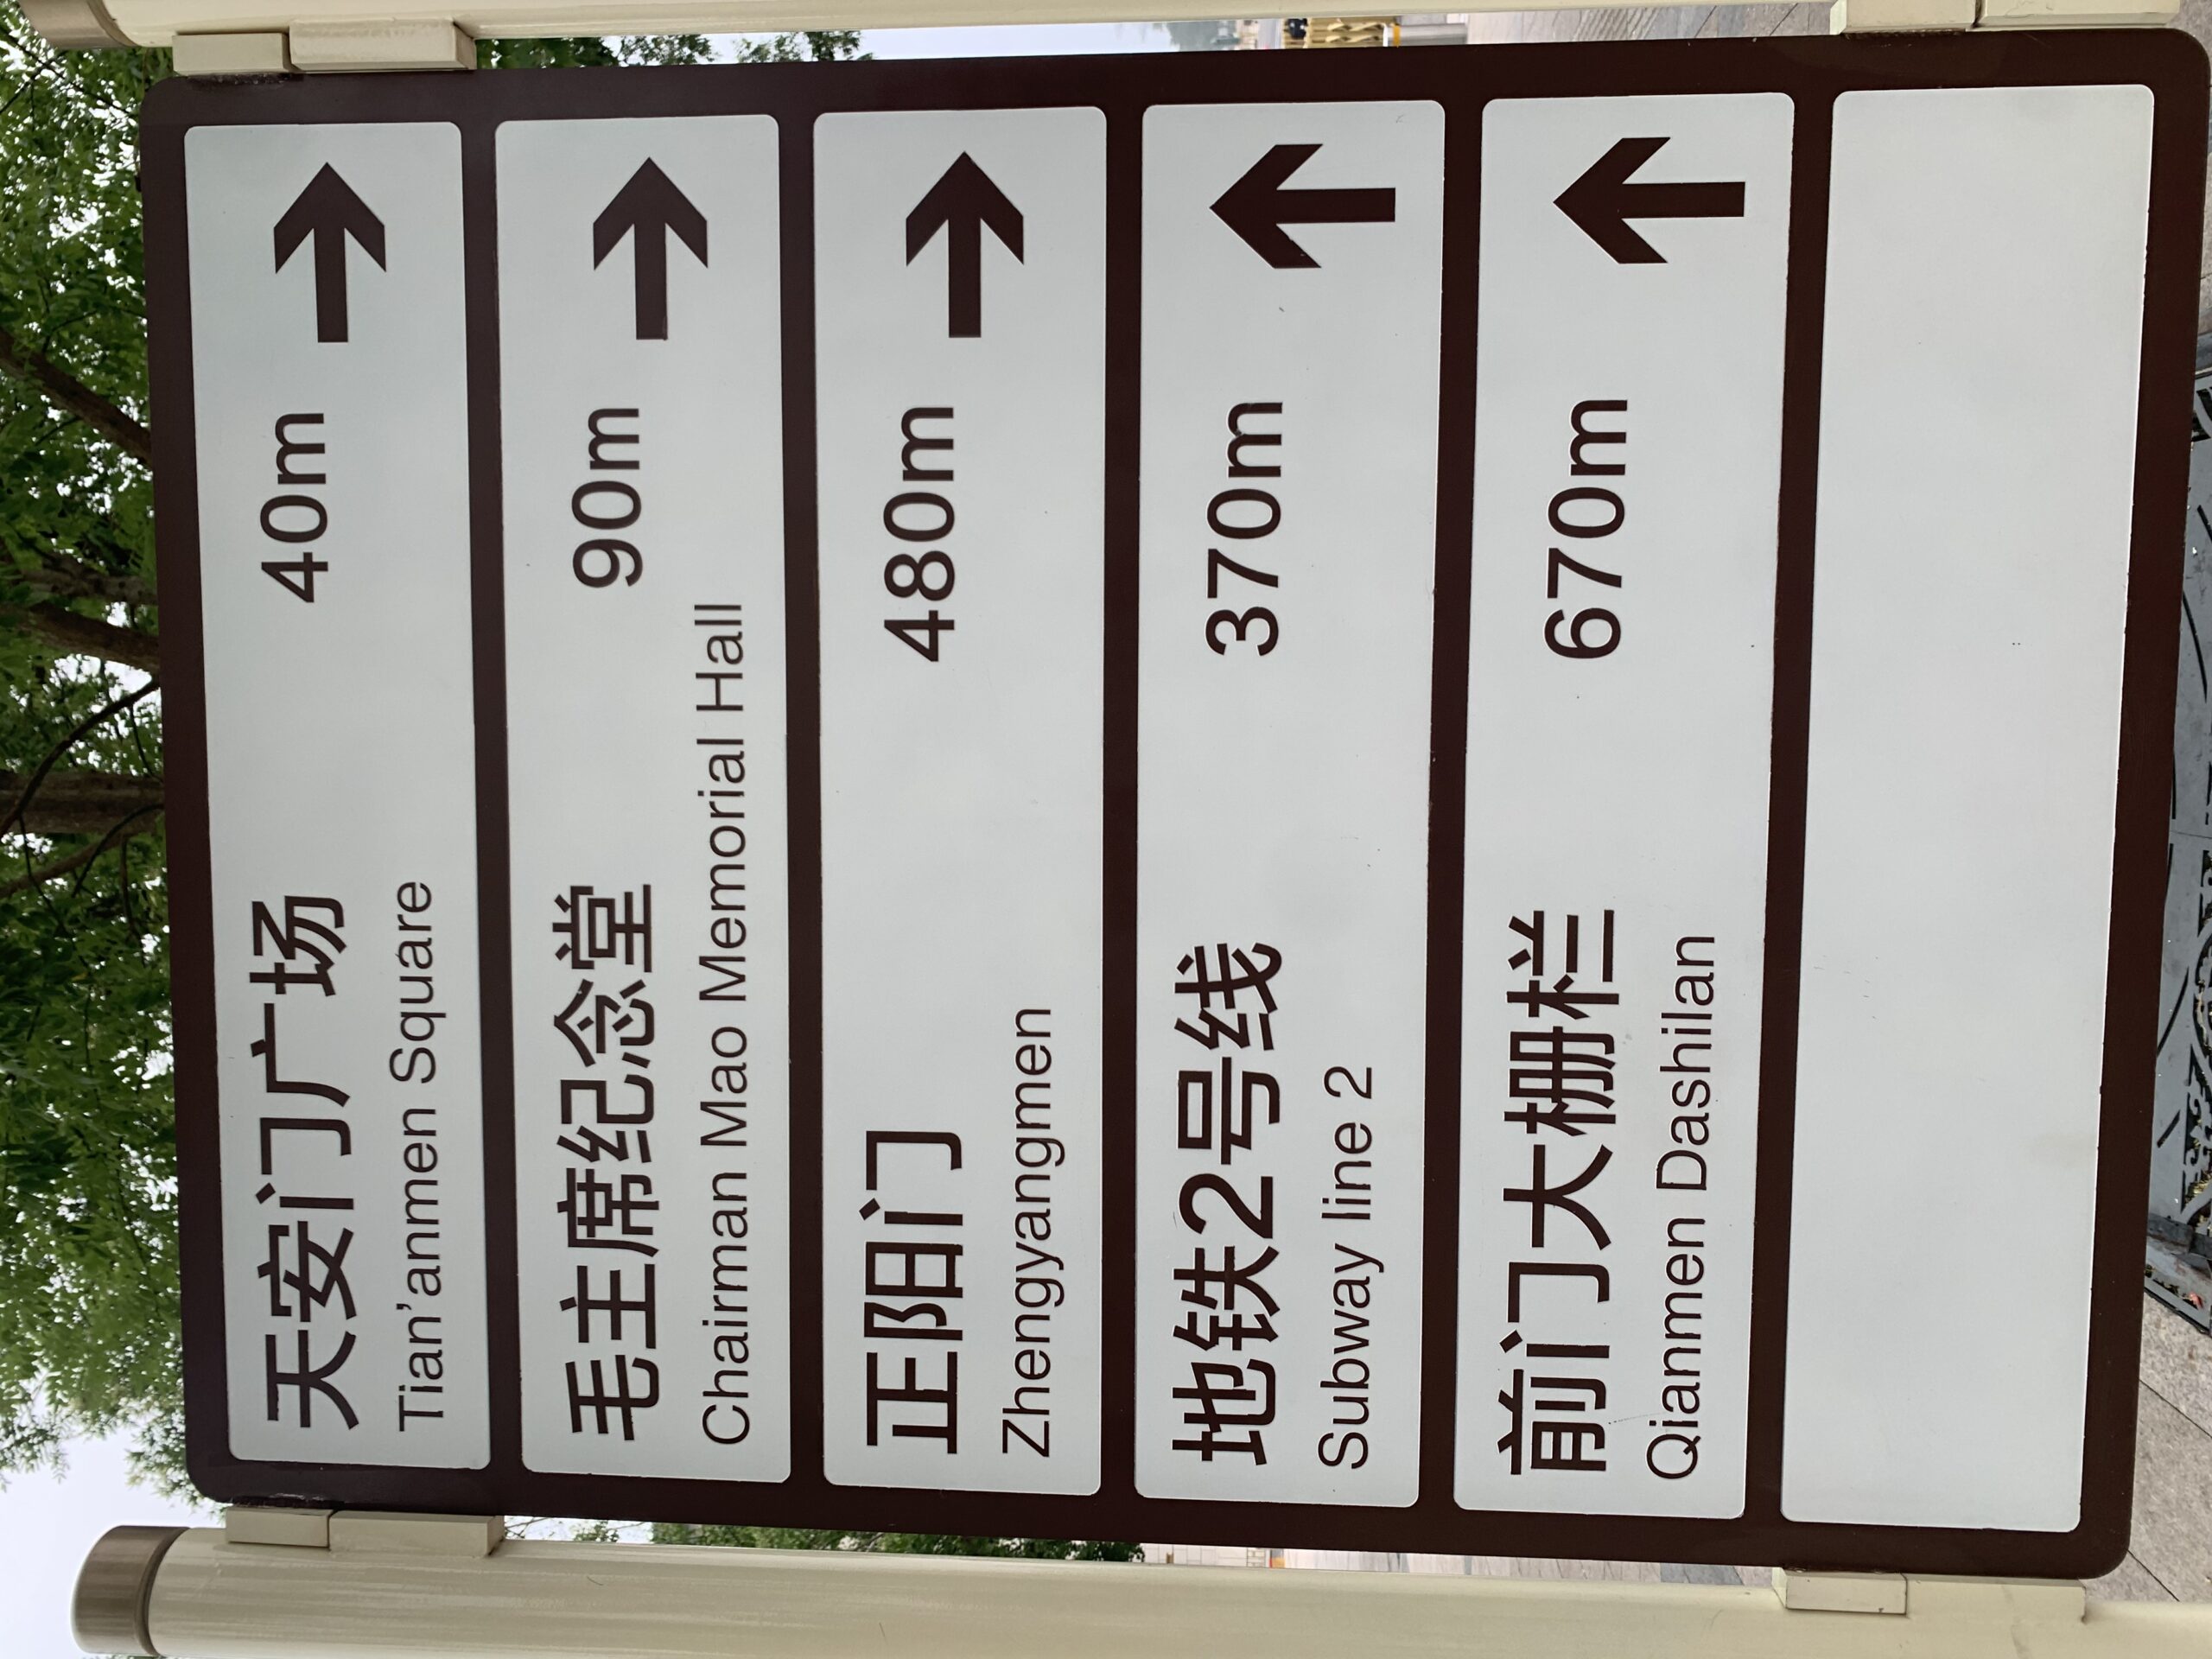 天安门广场 40m
Tian'anmen Square
毛主席纪念堂 90m
Chairman Mao Memorial Hall
正阳门 480m
Zhengyangmen
地铁2号线 370m
Subway line 2
前门大栅栏 670m
Qianmen Dashilan